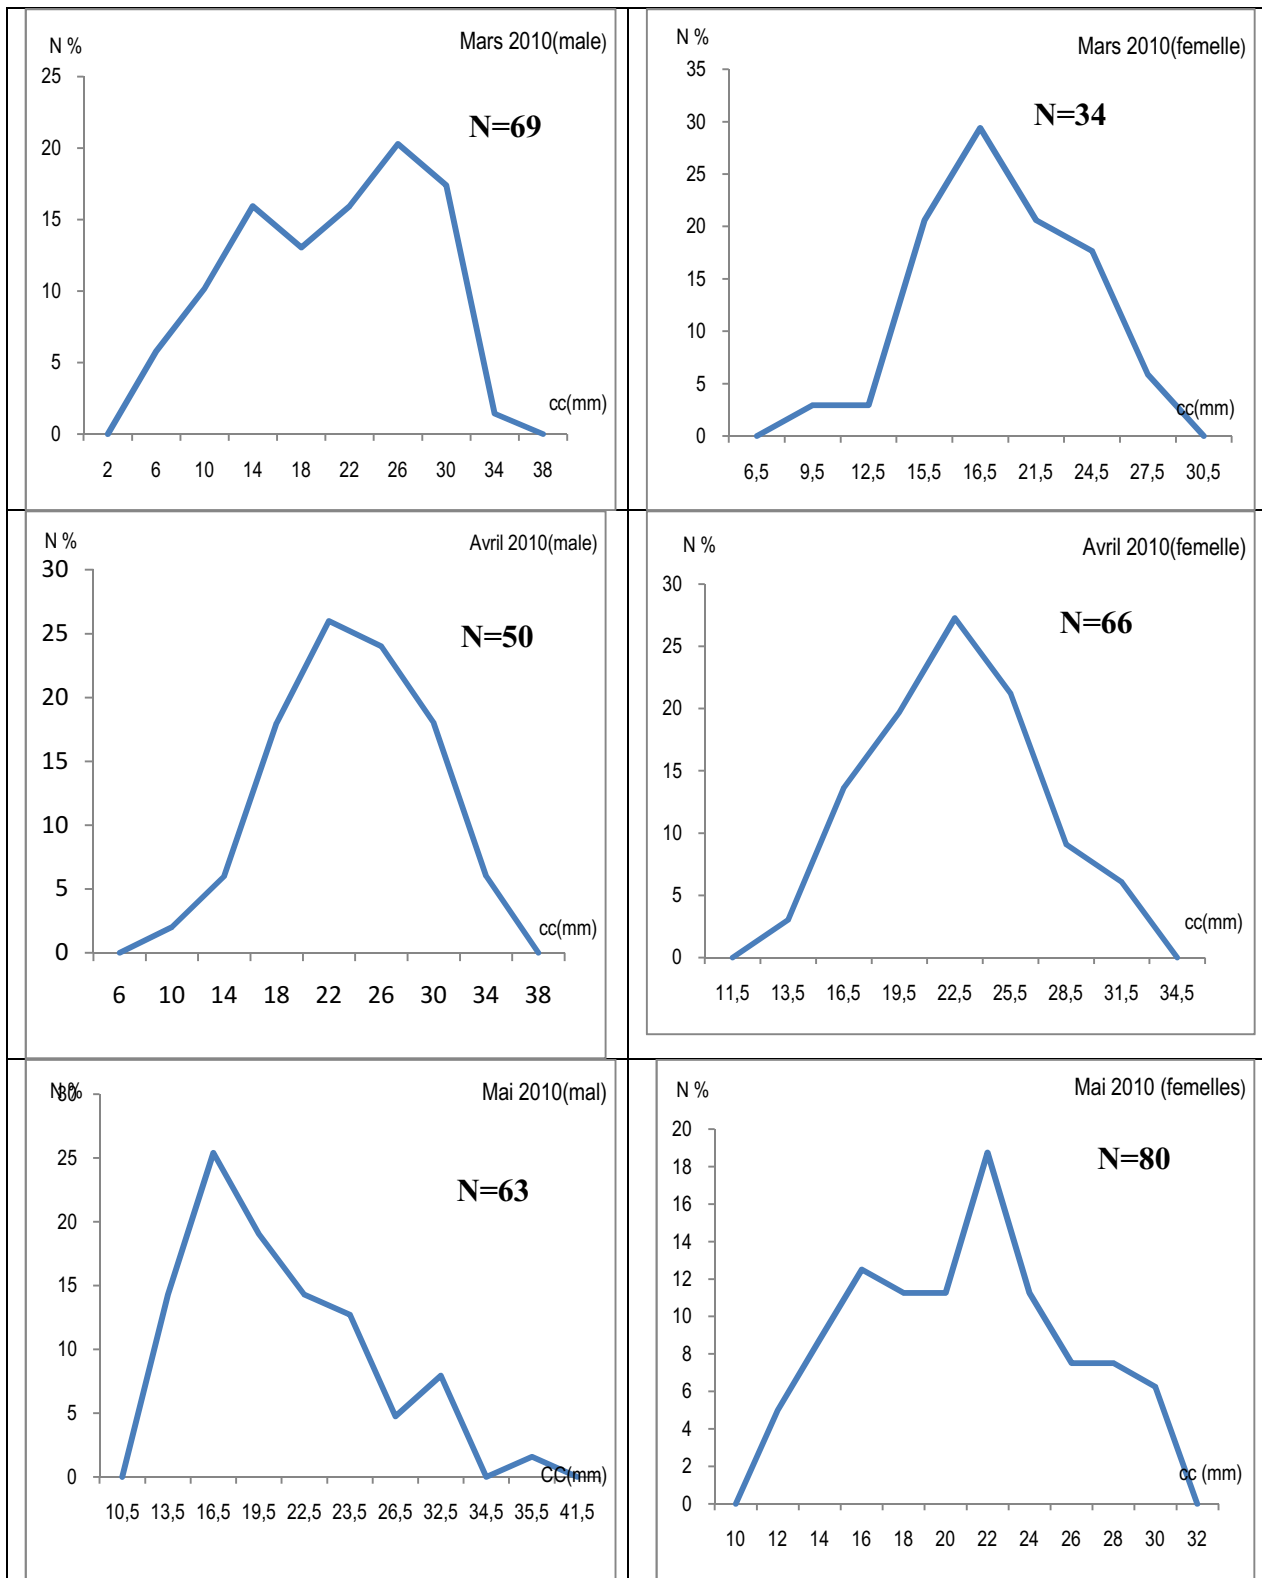 N %
Mars 2010(male)
N=69
25
20
15
10
5
0
cc(mm)
2 6 10 14 18 22 26 30 34 38
N %
Mars 2010(femelle)
N=34
35
30
25
20
15
10
5
0
cc(mm)
6,5 9,5 12,5 15,5 16,5 21,5 24,5 27,5 30,5
N %
Avril 2010(male)
N=50
30
25
20
15
10
5
0
cc(mm)
6 10 14 18 22 26 30 34 38
N %
Avril 2010(femelle)
N=66
30
25
20
15
10
5
0
cc(mm)
11,5 13,5 16,5 19,5 22,5 25,5 28,5 31,5 34,5
N %
Mai 2010(mal)
N=63
30
25
20
15
10
5
0
CC(mm)
10,5 13,5 16,5 19,5 22,5 23,5 26,5 32,5 34,5 35,5 41,5
N %
Mai 2010 (femelles)
N=80
20
18
16
14
12
10
8
6
4
2
0
cc (mm)
10 12 14 16 18 20 22 24 26 28 30 32